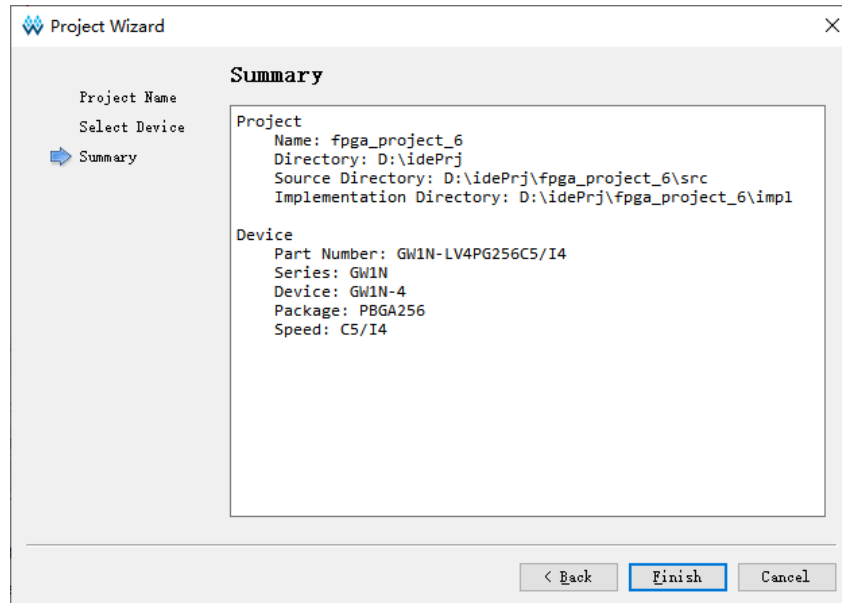 Project Wizard
Project Name
Select Device
Summary
Summary
Project
Name: fpga_project_6
Directory: D:\idePrj
Source Directory: D:\idePrj\fpga_project_6\src
Implementation Directory: D:\idePrj\fpga_project_6\impl
Device
Part Number: GW1N-LV4PG256C5/I4
Series: GW1N
Device: GW1N-4
Package: PBGA256
Speed: C5/I4
< Back
Finish
Cancel